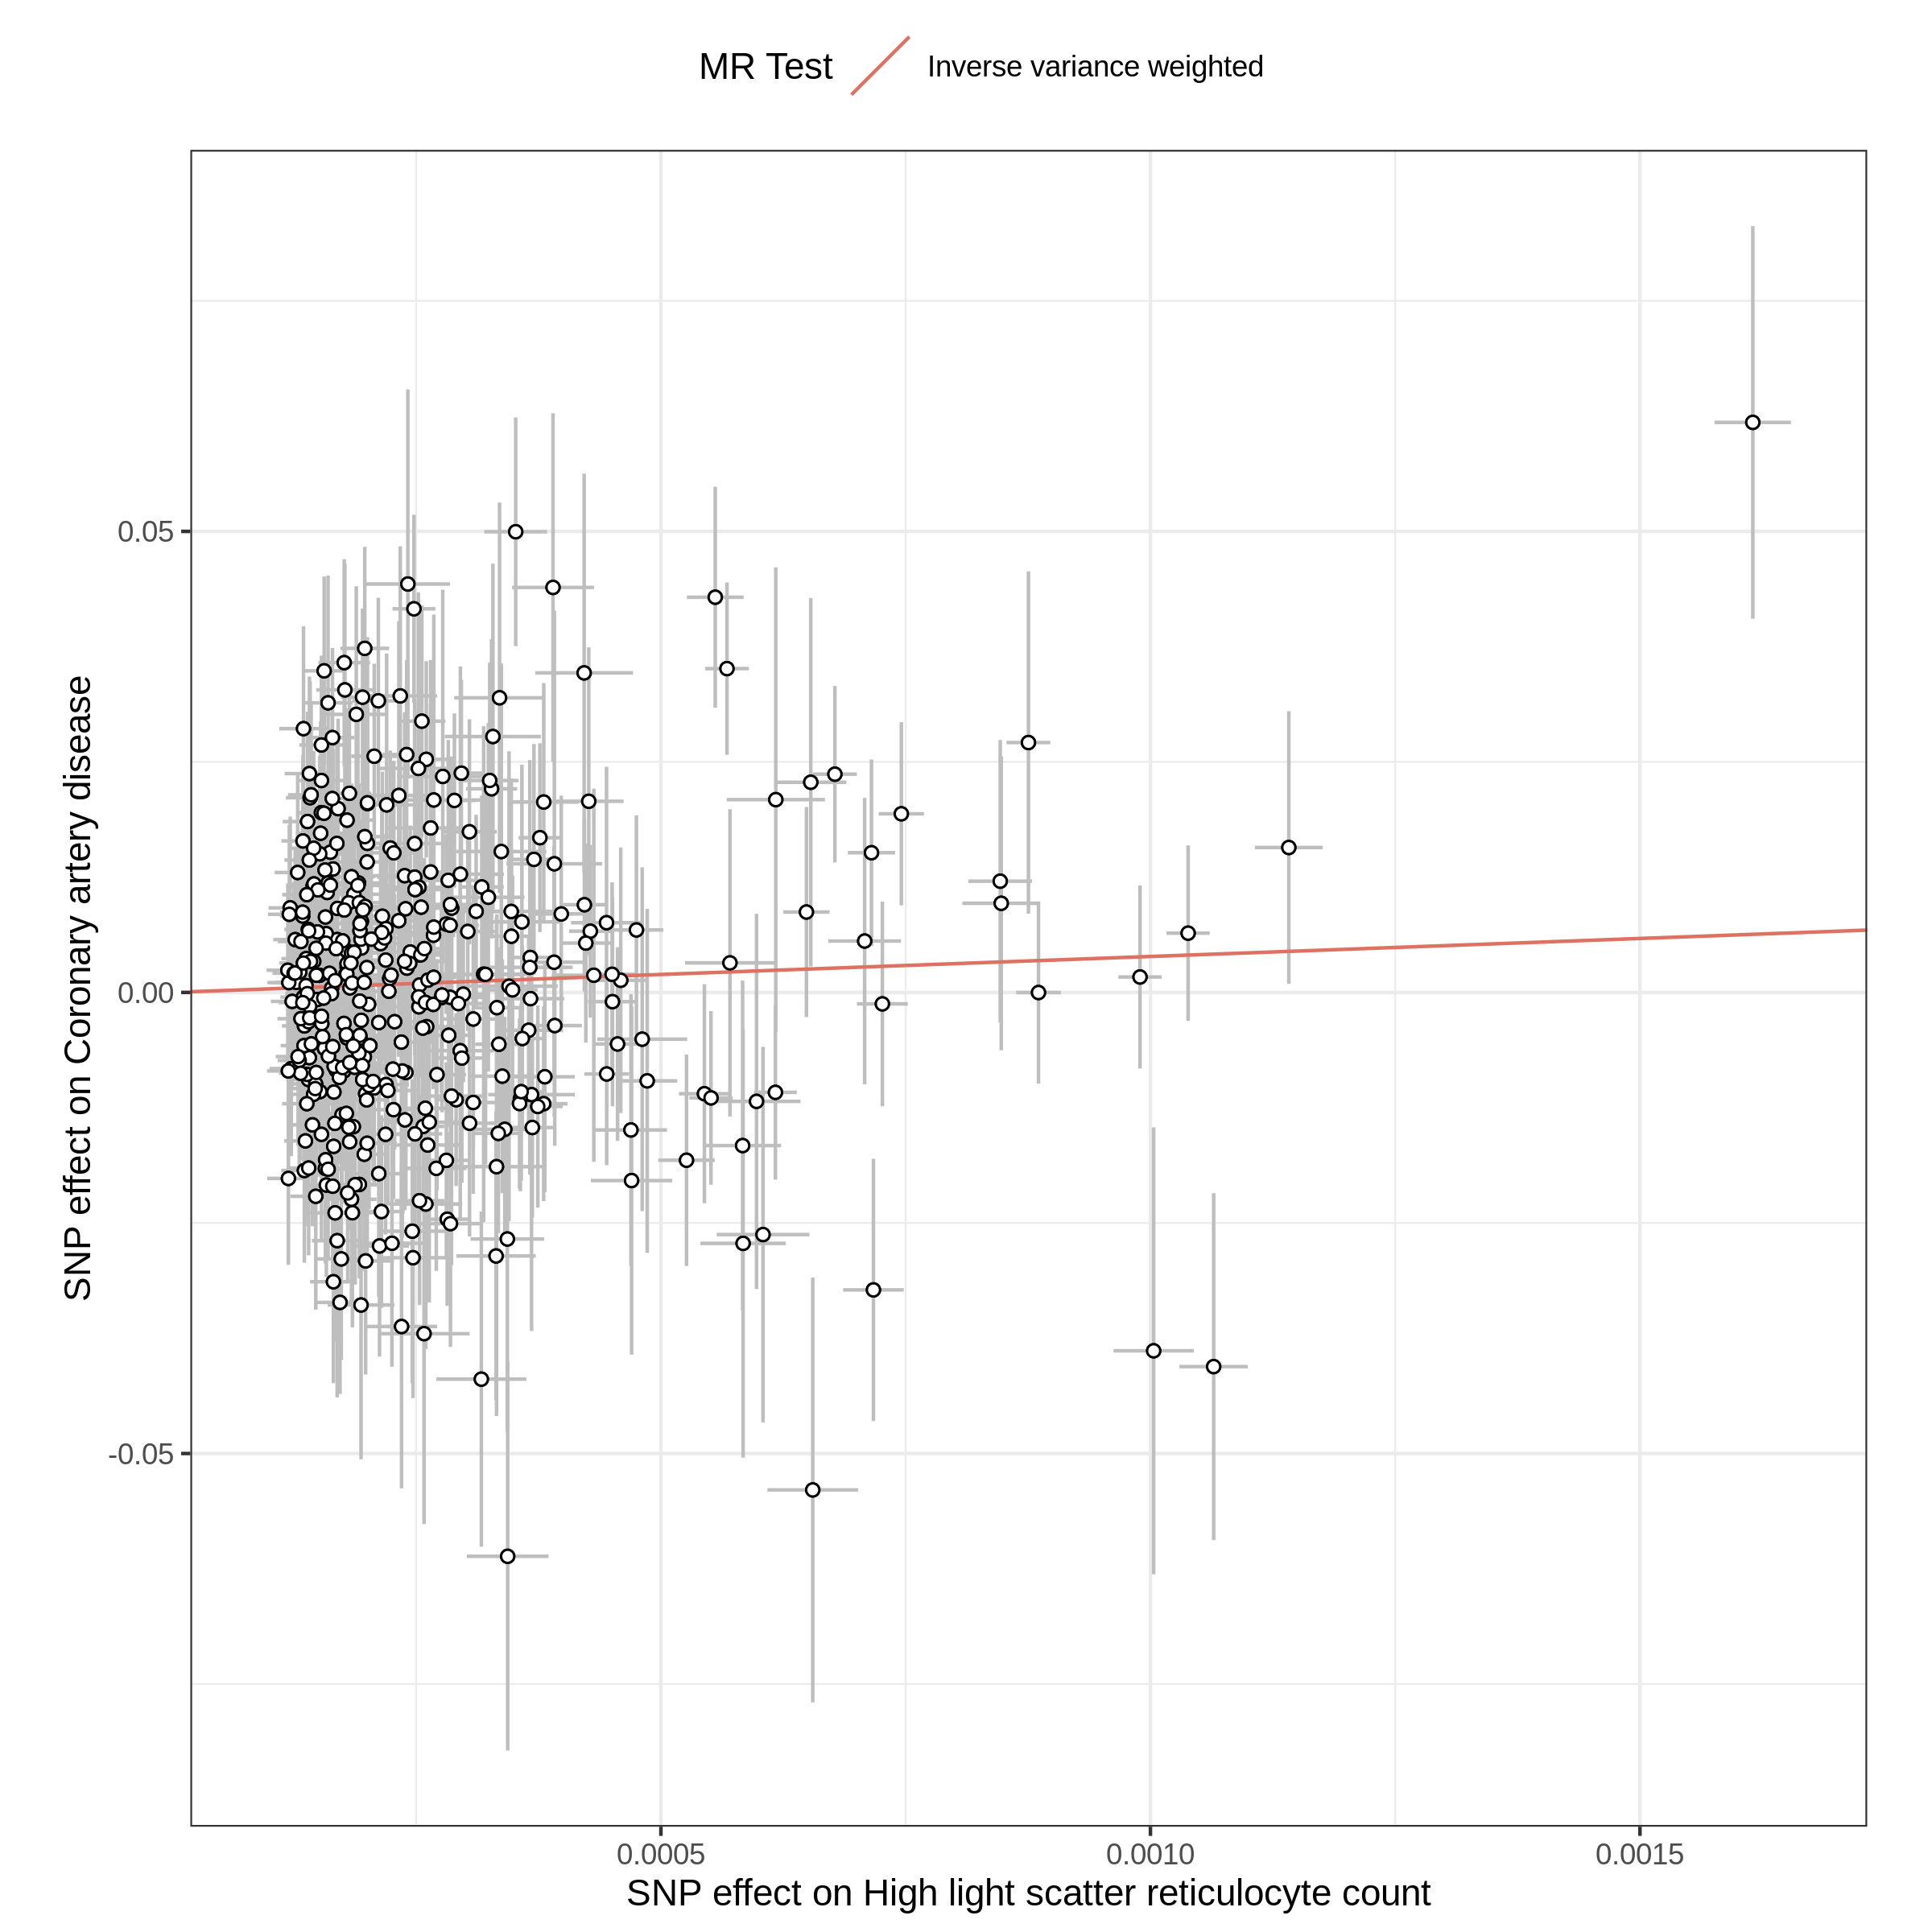 MR Test
Inverse variance weighted
SNP effect on Coronary artery disease
0.05
0.00
-0.05
0.0005
0.0010
0.0015
SNP effect on High light scatter reticulocyte count